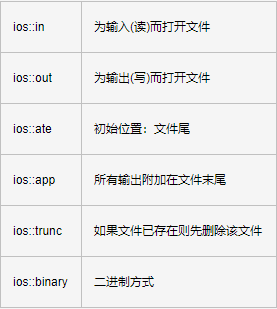 ios::in 为输入(读)而打开文件
ios::out 为输出(写)而打开文件
ios::ate 初始位置：文件尾
ios::app 所有输出附加在文件末尾
ios::trunc 如果文件已存在则先删除该文件
ios::binary 二进制方式